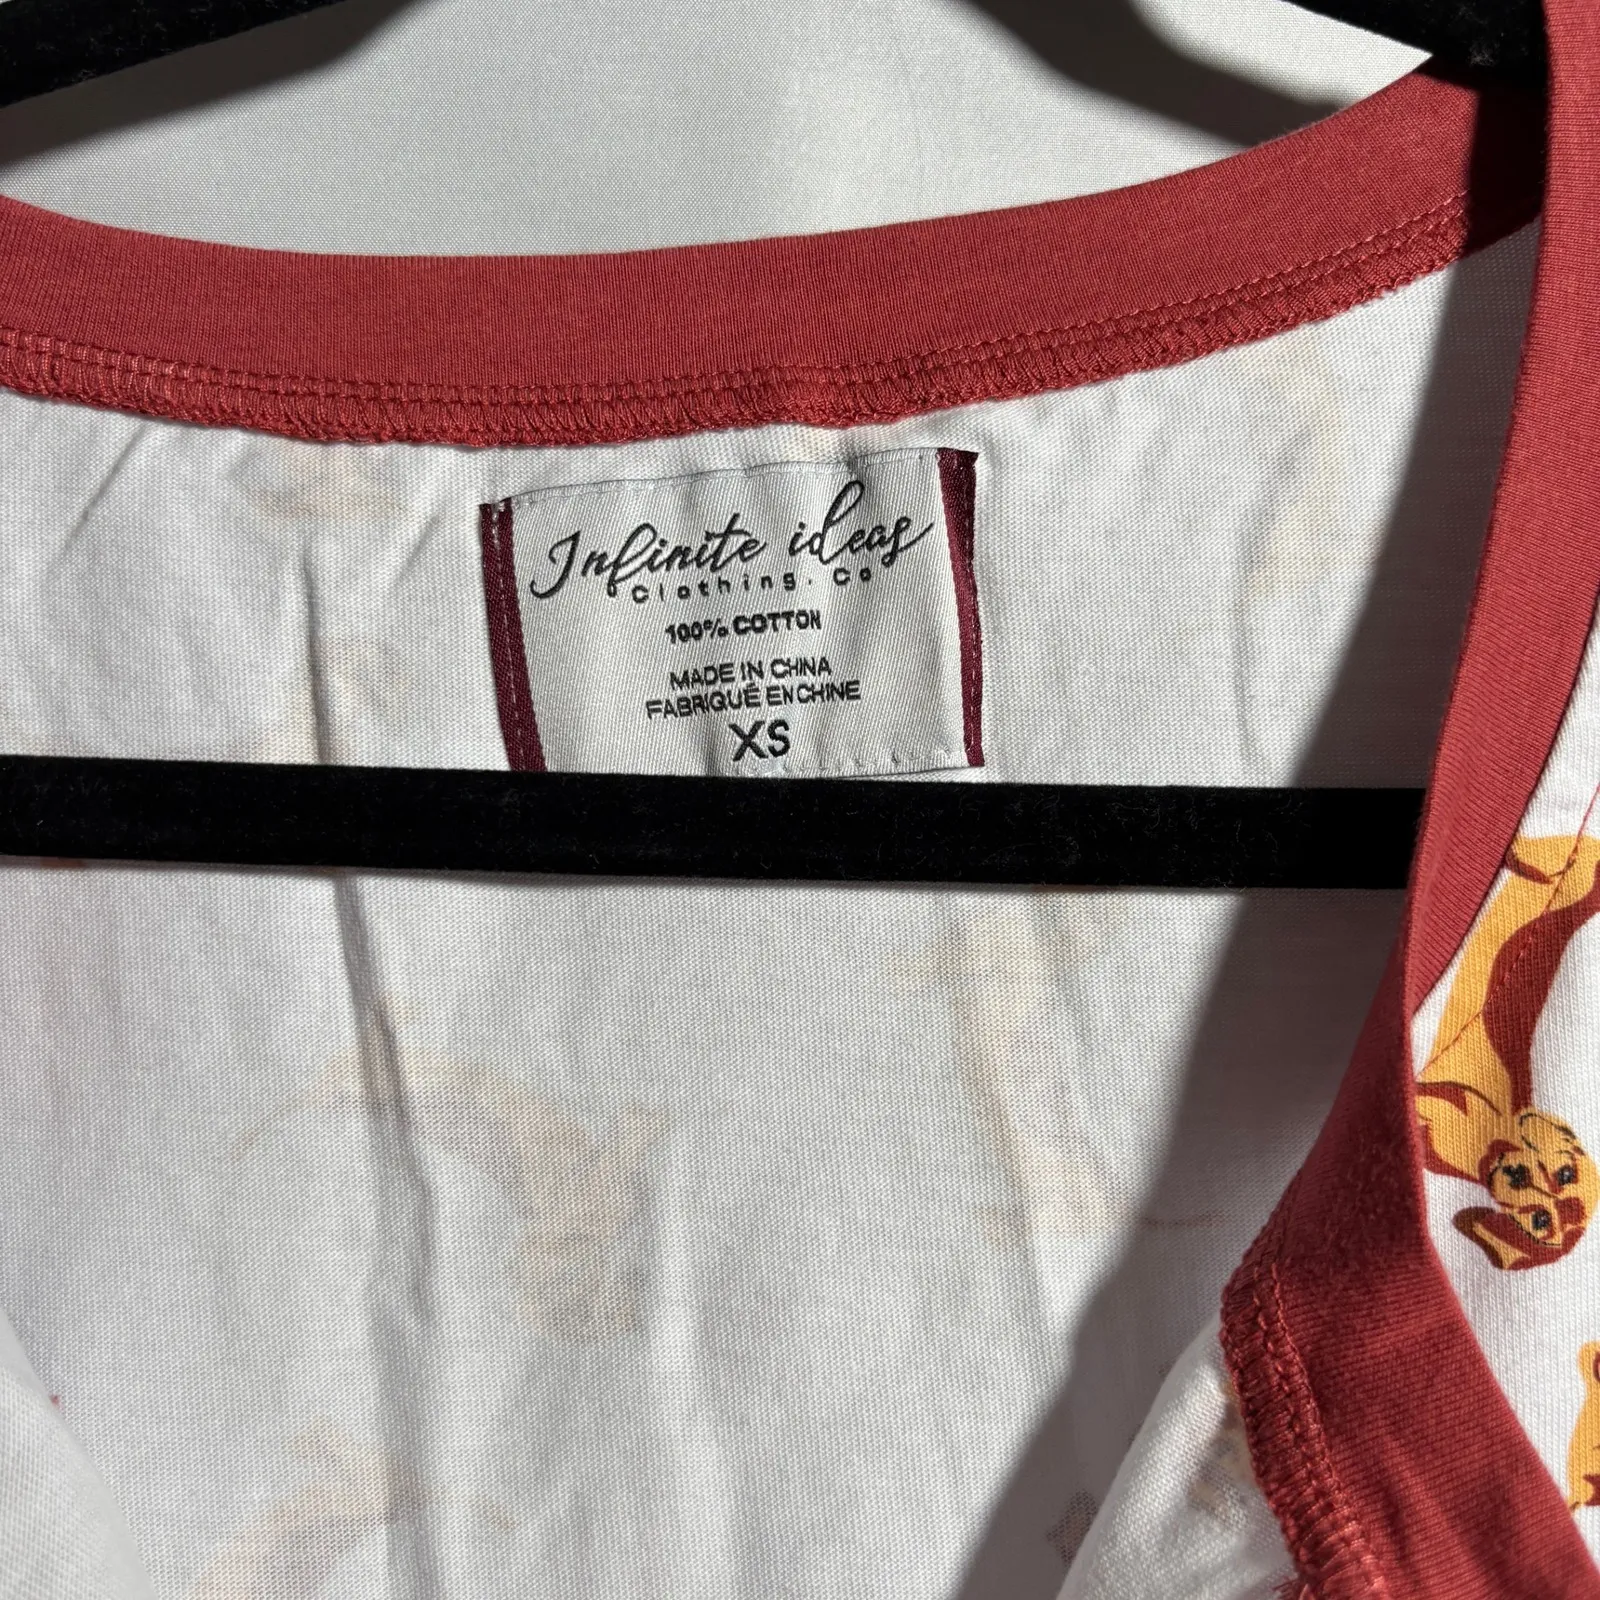 Infinite ideas
Clothing. Co
100% COTTON
MADE IN CHINA
FABRIQUÉ EN CHINE
XS